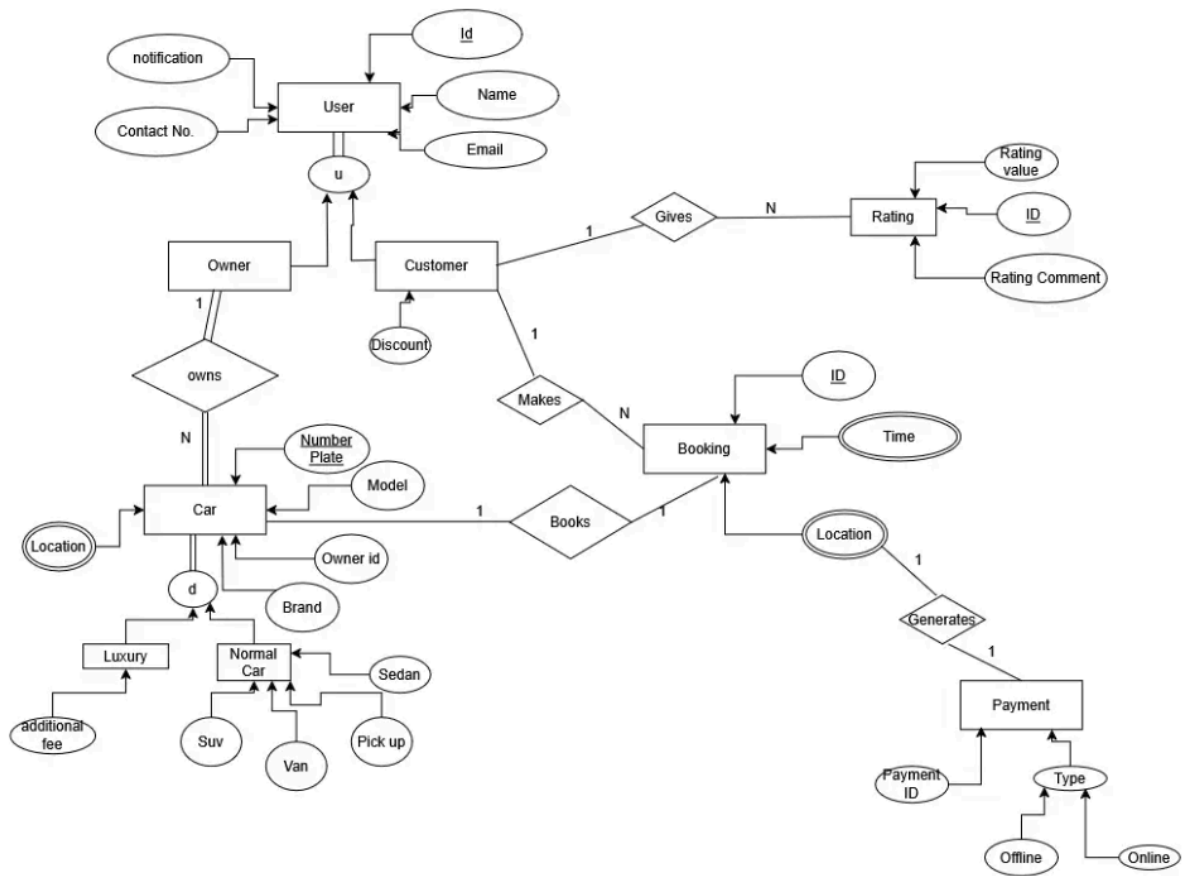 Id
notification
User
Name
Contact No.
Email
u
Rating
value
Gives
N
Rating
ID
1
Owner
Customer
Rating Comment
1
Discount
1
owns
ID
Makes
N
N
Number
Plate
Time
Booking
Model
Car
1
Books
1
Location
Location
Owner id
1
d
Brand
Generates
Luxury
Normal
Car
1
Sedan
Payment
additional
fee
Suv
Pick up
Van
Payment
ID
Type
Offline
Online